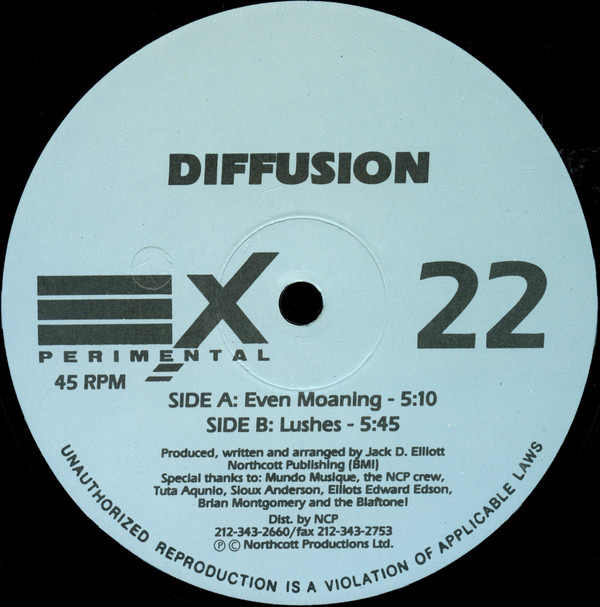 DIFFUSION
EX
PERIMENTAL
22
45 RPM
SIDE A: Even Moaning - 5:10
SIDE B: Lushes - 5:45
Produced, written and arranged by Jack D. Elliott
Northcott Publishing (BMI)
Special thanks to: Mundo Musique, the NCP crew,
Tuta Aqunio, Sioux Anderson, Elliots Edward Edson,
Brian Montgomery and the Blaftone!
Dist. by NCP
212-343-2660/fax 212-343-2753
Ⓟ © Northcott Productions Ltd.
UNAUTHORIZED REPRODUCTION IS A VIOLATION OF APPLICABLE LAWS